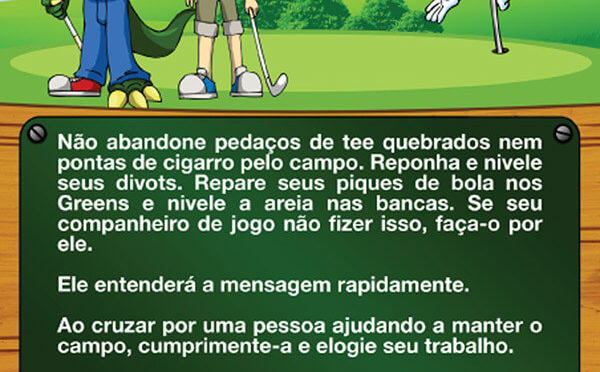 Não abandone pedaços de tee quebrados nem
pontas de cigarro pelo campo. Reponha e nivele
seus divots. Repare seus piques de bola nos
Greens e nivele a areia nas bancas. Se seu
companheiro de jogo não fizer isso, faça-o por
ele.
Ele entenderá a mensagem rapidamente.
Ao cruzar por uma pessoa ajudando a manter o
campo, cumprimente-a e elogie seu trabalho.